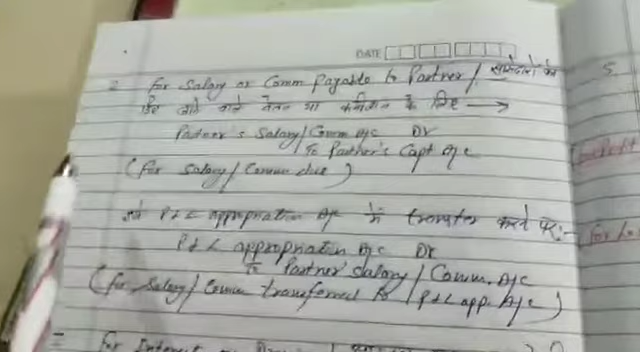 DATE
2 For Salary or Comm payable to Partner / साझेदारों को
दिए जाने वाले वेतन या कमीशन के लिए →
Partner's Salary/Comm A/c Dr
To Partner's Capt A/c
(For Salary/Comm due)
P&L appropriation A/c में transfer करने पर:-
P&L appropriation A/c Dr
To Partner Salary / Comm. A/c
(For Salary/Comm transferred to P&L app. A/c)
For Interest